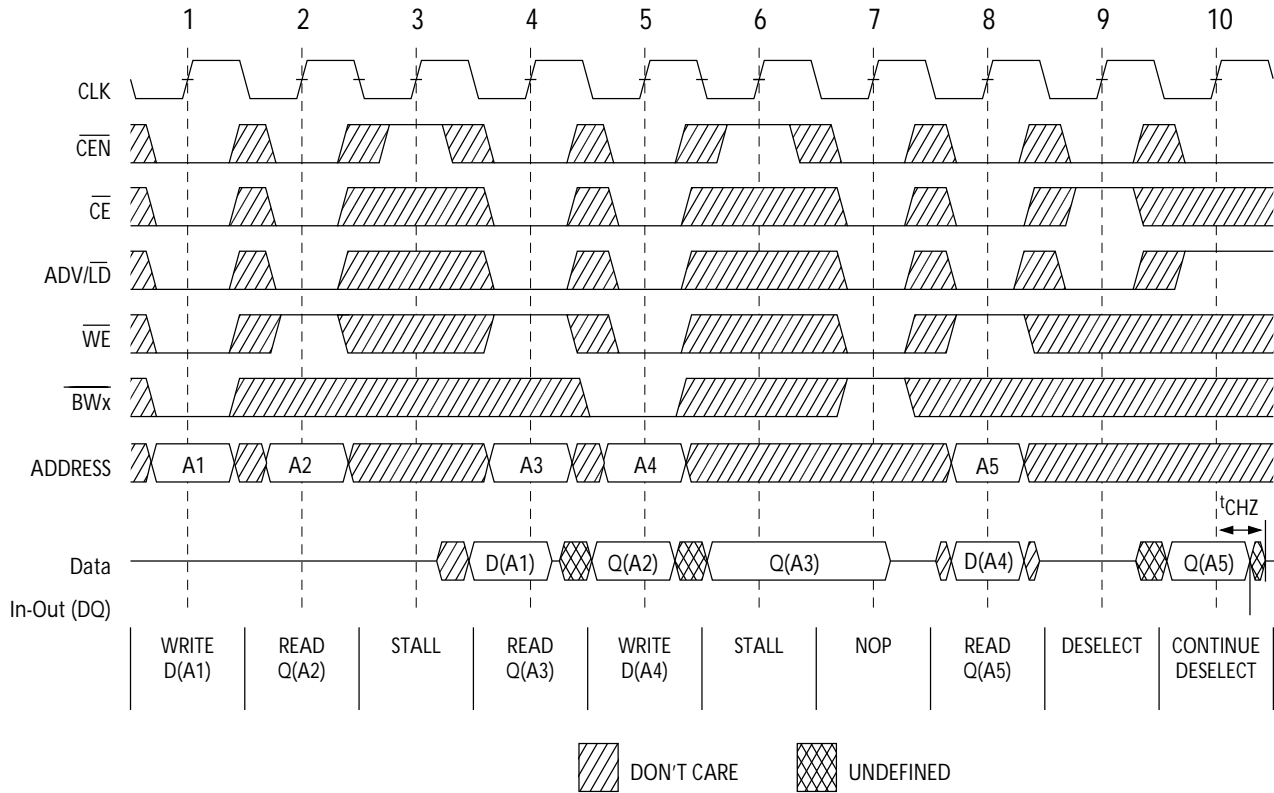 1 2 3 4 5 6 7 8 9 10
CLK
CEN
CE
ADV/LD
WE
BWx
ADDRESS A1 A2 A3 A4 A5
tCHZ
Data D(A1) Q(A2) Q(A3) D(A4) Q(A5)
In-Out (DQ)
WRITE READ STALL READ WRITE STALL NOP READ DESELECT CONTINUE
D(A1) Q(A2) Q(A3) D(A4) Q(A5) DESELECT
DON'T CARE UNDEFINED